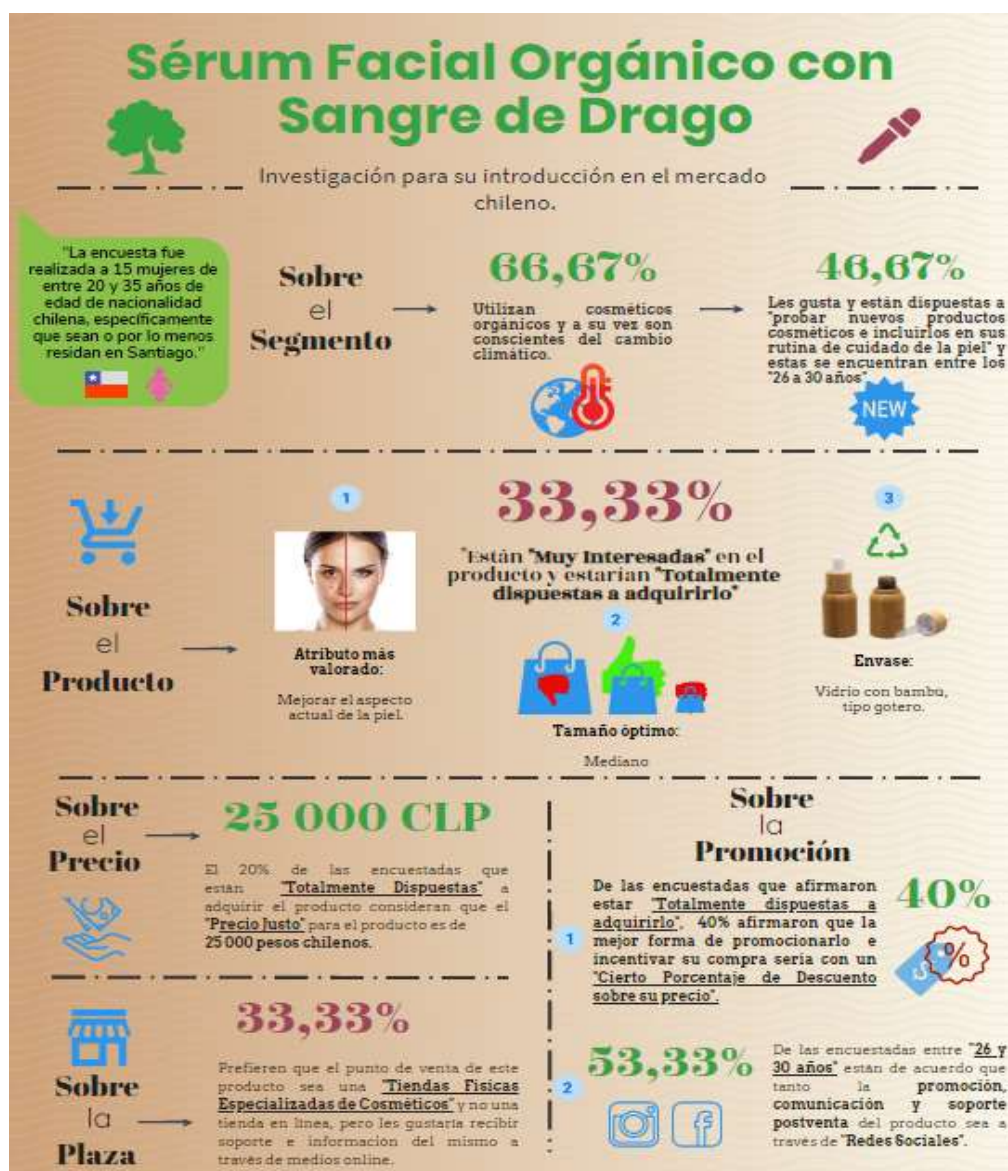 Sérum Facial Orgánico con
Sangre de Drago
Investigación para su introducción en el mercado
chileno.
"La encuesta fue
realizada a 15 mujeres de
entre 20 y 35 años de
edad de nacionalidad
chilena, específicamente
que sean o por lo menos
residan en Santiago."
Sobre
el
Segmento
66,67%
Utilizan cosméticos
orgánicos y a su vez son
conscientes del cambio
climático.
46,67%
Les gusta y están dispuestas a
"probar nuevos productos
cosméticos e incluirlos en sus
rutina de cuidado de la piel" y
estas se encuentran entre los
"26 a 30 años"
NEW
Sobre
el
Producto
1
Atributo más
valorado:
Mejorar el aspecto
actual de la piel.
33,33%
"Están "Muy Interesadas" en el
producto y estarían "Totalmente
dispuestas a adquirirlo"
2
Tamaño óptimo:
Mediano
3
Envase:
Vidrio con bambú,
tipo gotero.
Sobre
el
Precio
25 000 CLP
El 20% de las encuestadas que
están "Totalmente Dispuestas" a
adquirir el producto consideran que el
"Precio Justo" para el producto es de
25 000 pesos chilenos.
Sobre
la
Plaza
33,33%
Prefieren que el punto de venta de este
producto sea una "Tiendas Físicas
Especializadas de Cosméticos" y no una
tienda en línea, pero les gustaría recibir
soporte e información del mismo a
través de medios online.
Sobre
la
Promoción
1
De las encuestadas que afirmaron
estar "Totalmente dispuestas a
adquirirlo", 40% afirmaron que la
mejor forma de promocionarlo e
incentivar su compra sería con un
"Cierto Porcentaje de Descuento
sobre su precio".
40%
%
2
53,33%
De las encuestadas entre "26 y
30 años" están de acuerdo que
tanto la promoción,
comunicación y soporte
postventa del producto sea a
través de "Redes Sociales".